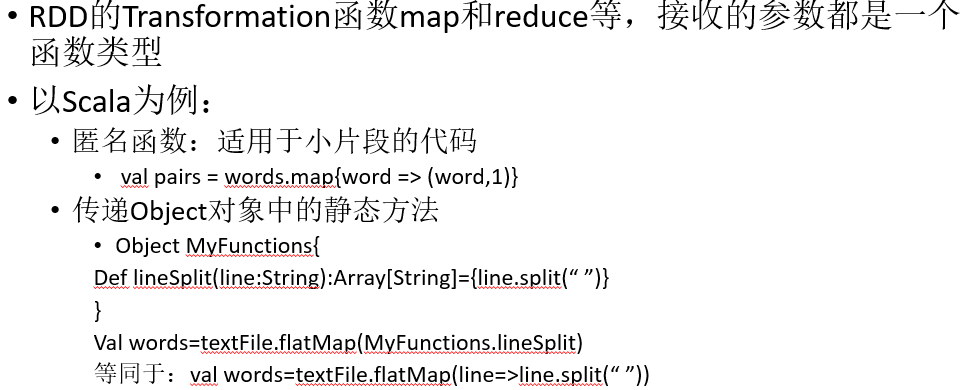 • RDD的Transformation函数map和reduce等，接收的参数都是一个
函数类型
• 以Scala为例：
• 匿名函数：适用于小片段的代码
• val pairs = words.map{word => (word,1)}
• 传递Object对象中的静态方法
• Object MyFunctions{
Def lineSplit(line:String):Array[String]={line.split(“ ”)}
}
Val words=textFile.flatMap(MyFunctions.lineSplit)
等同于：val words=textFile.flatMap(line=>line.split(“ ”))